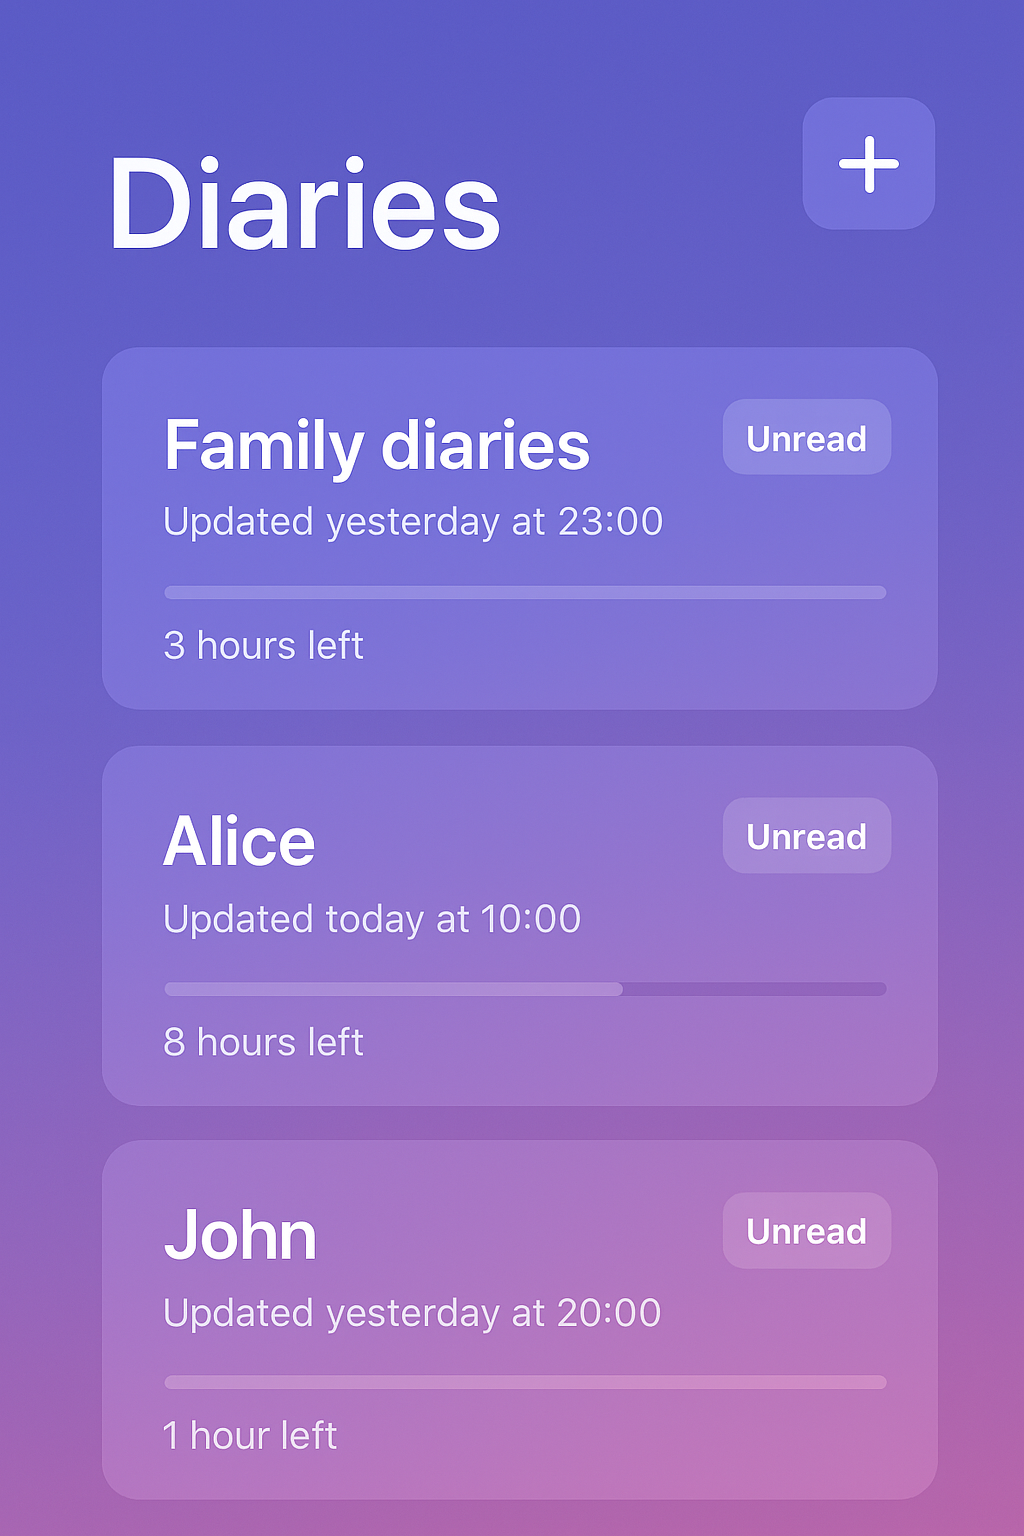 Diaries
Family diaries
Unread
Updated yesterday at 23:00
3 hours left
Alice
Unread
Updated today at 10:00
8 hours left
John
Unread
Updated yesterday at 20:00
1 hour left